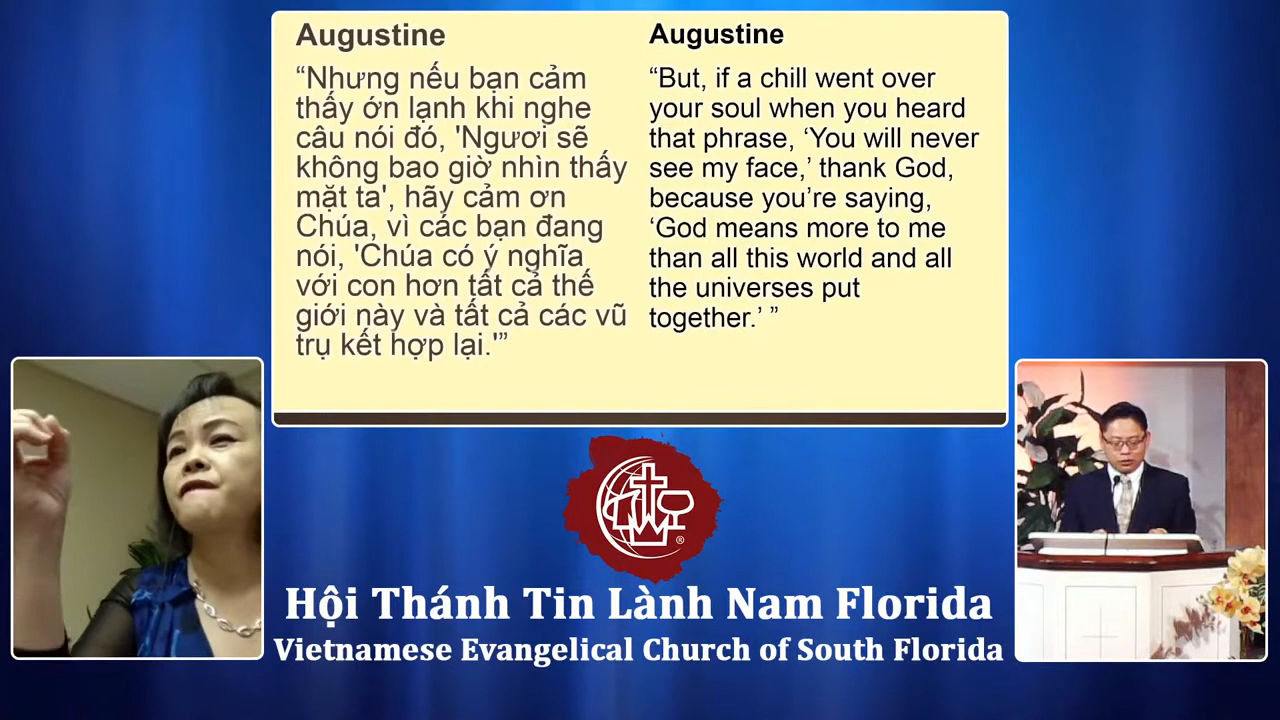 Augustine
“Nhưng nếu bạn cảm
thấy ớn lạnh khi nghe
câu nói đó, 'Ngươi sẽ
không bao giờ nhìn thấy
mặt ta', hãy cảm ơn
Chúa, vì các bạn đang
nói, 'Chúa có ý nghĩa
với con hơn tất cả thế
giới này và tất cả các vũ
trụ kết hợp lại.'”
Augustine
“But, if a chill went over
your soul when you heard
that phrase, ‘You will never
see my face,’ thank God,
because you’re saying,
‘God means more to me
than all this world and all
the universes put
together.’ ”
®
Hội Thánh Tin Lành Nam Florida
Vietnamese Evangelical Church of South Florida